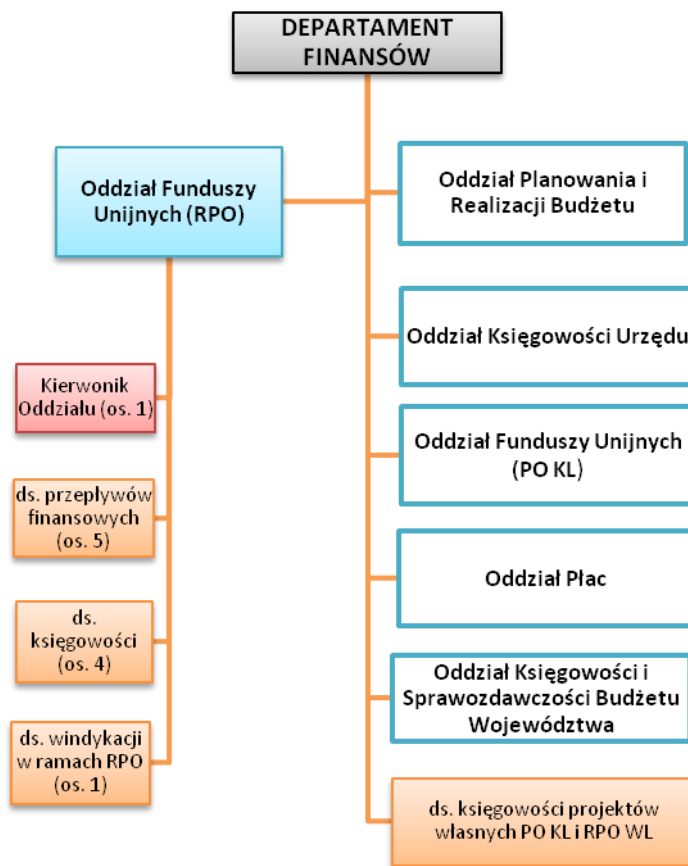 DEPARTAMENT
FINANSÓW
Oddział Funduszy
Unijnych (RPO)
Kierwonik
Oddziału (os. 1)
ds. przepływów
finansowych
(os. 5)
ds.
księgowości
(os. 4)
ds. windykacji
w ramach RPO
(os. 1)
Oddział Planowania i
Realizacji Budżetu
Oddział Księgowości Urzędu
Oddział Funduszy Unijnych
(PO KL)
Oddział Płac
Oddział Księgowości i
Sprawozdawczości Budżetu
Województwa
ds. księgowości projektów
własnych PO KL i RPO WL